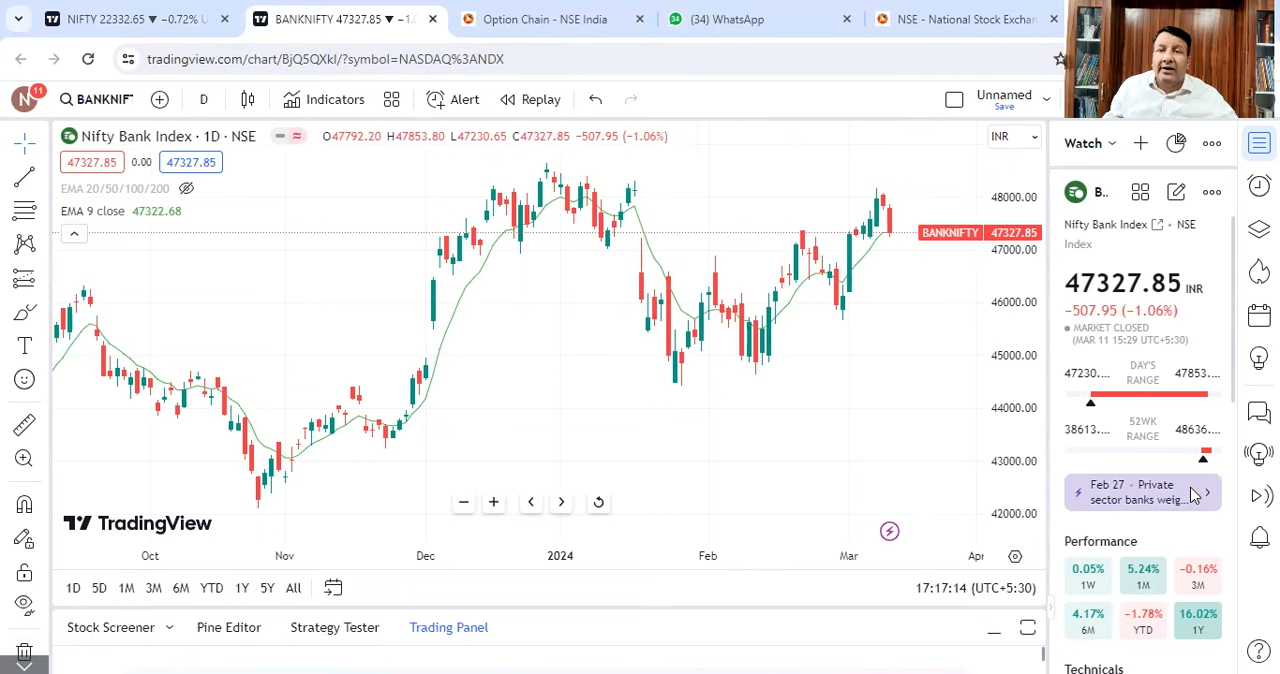 NIFTY 22332.65 ▼ −0.72% U
BANKNIFTY 47327.85 ▼ −1.0
Option Chain - NSE India
34
(34) WhatsApp
NSE - National Stock Exchan
tradingview.com/chart/BjQ5QXkI/?symbol=NASDAQ%3ANDX
N
11
BANKNIFT
D
Indicators
Alert
Replay
Unnamed
Save
Nifty Bank Index · 1D · NSE
O47792.20 H47853.80 L47230.65 C47327.85 −507.95 (−1.06%)
INR
47327.85
0.00
47327.85
EMA 20/50/100/200
EMA 9 close 47322.68
48000.00
BANKNIFTY 47327.85
47000.00
46000.00
45000.00
44000.00
43000.00
42000.00
TradingView
Oct
Nov
Dec
2024
Feb
Mar
Apr
1D
5D
1M
3M
6M
YTD
1Y
5Y
All
17:17:14 (UTC+5:30)
Stock Screener
Pine Editor
Strategy Tester
Trading Panel
Watch
B..
Nifty Bank Index · NSE
Index
47327.85 INR
−507.95 (−1.06%)
MARKET CLOSED
(MAR 11 15:29 UTC+5:30)
47230.... DAY'S RANGE 47853....
38613.... 52WK RANGE 48636....
Feb 27 · Private
sector banks weig...
Performance
0.05%
1W
5.24%
1M
−0.16%
3M
4.17%
6M
−1.78%
YTD
16.02%
1Y
Technicals